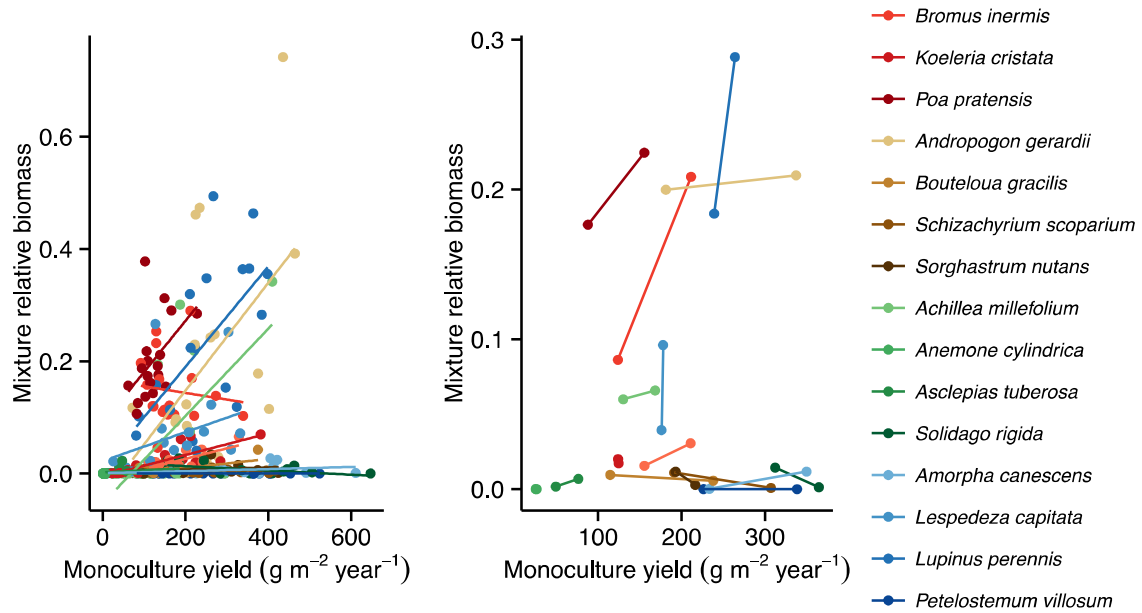 Mixture relative biomass
0.6
0.4
0.2
0.0
0
200
400
600
Monoculture yield (g m⁻² year⁻¹)
Mixture relative biomass
0.3
0.2
0.1
0.0
100
200
300
Monoculture yield (g m⁻² year⁻¹)
Bromus inermis
Koeleria cristata
Poa pratensis
Andropogon gerardii
Bouteloua gracilis
Schizachyrium scoparium
Sorghastrum nutans
Achillea millefolium
Anemone cylindrica
Asclepias tuberosa
Solidago rigida
Amorpha canescens
Lespedeza capitata
Lupinus perennis
Petelostemum villosum